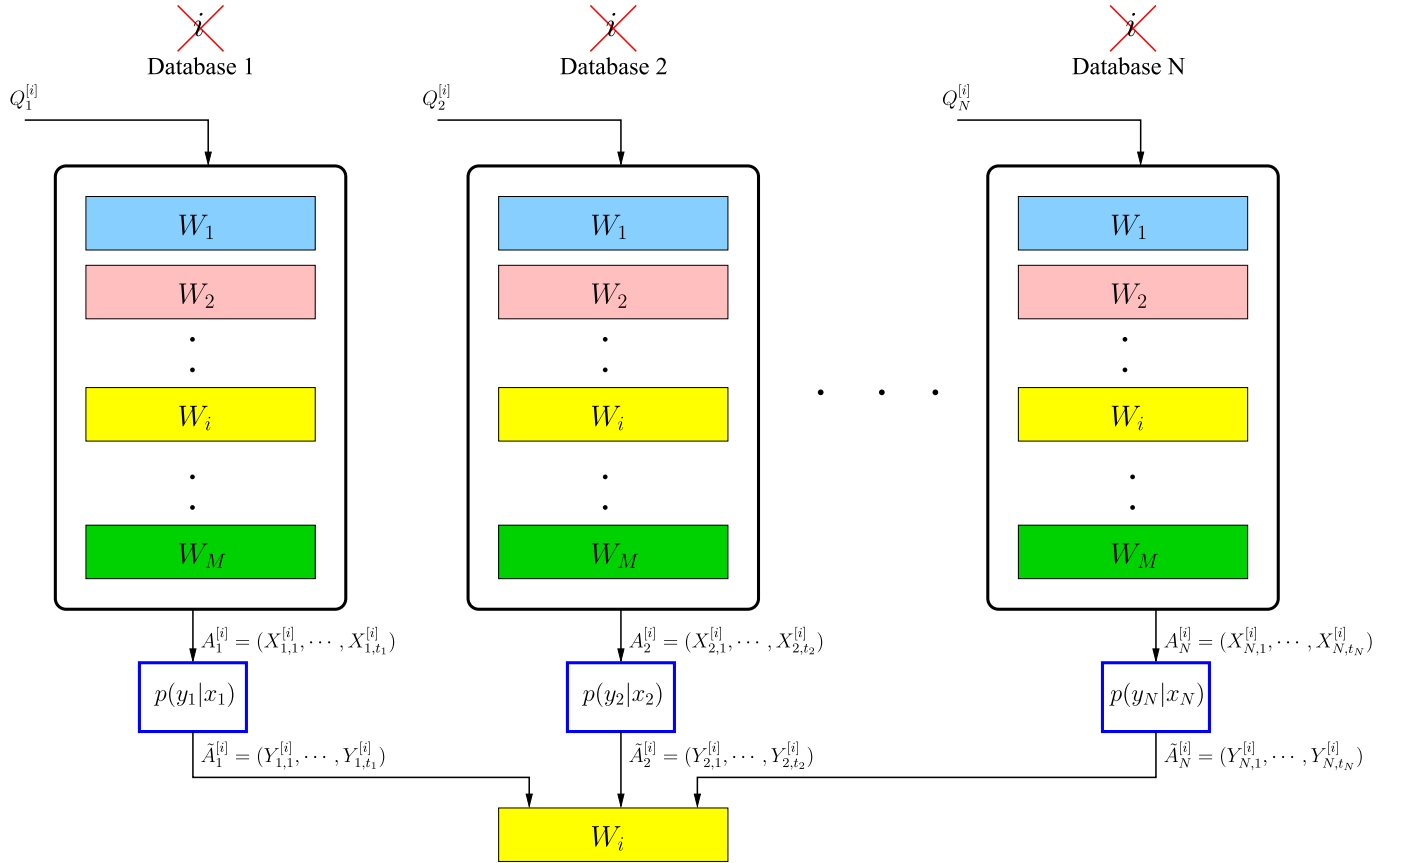 i i i
Database 1 Database 2 Database N
Q_1^{[i]} Q_2^{[i]} Q_N^{[i]}
W_1 W_1 W_1
W_2 W_2 W_2
W_i W_i W_i
W_M W_M W_M
A_1^{[i]} = (X_{1,1}^{[i]}, ⋯ , X_{1,t_1}^{[i]}) A_2^{[i]} = (X_{2,1}^{[i]}, ⋯ , X_{2,t_2}^{[i]}) A_N^{[i]} = (X_{N,1}^{[i]}, ⋯ , X_{N,t_N}^{[i]})
p(y_1|x_1) p(y_2|x_2) p(y_N|x_N)
Ã_1^{[i]} = (Y_{1,1}^{[i]}, ⋯ , Y_{1,t_1}^{[i]}) Ã_2^{[i]} = (Y_{2,1}^{[i]}, ⋯ , Y_{2,t_2}^{[i]}) Ã_N^{[i]} = (Y_{N,1}^{[i]}, ⋯ , Y_{N,t_N}^{[i]})
W_i